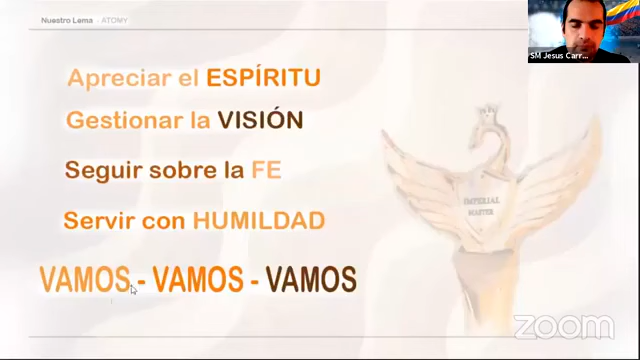 Nuestro Lema - ATOMY
SM Jesus Carr...
Apreciar el ESPÍRITU
Gestionar la VISIÓN
Seguir sobre la FE
Servir con HUMILDAD
IMPERIAL
MASTER
VAMOS - VAMOS - VAMOS
zoom